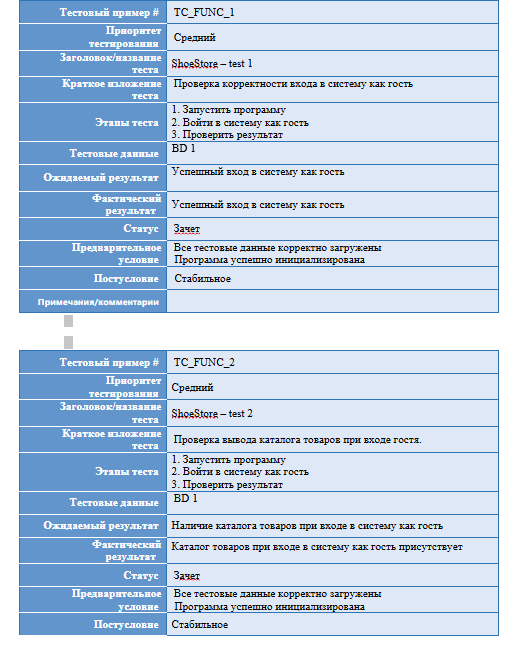 Тестовый пример # TC_FUNC_1
Приоритет
тестирования Средний
Заголовок/название
теста ShoeStore – test 1
Краткое изложение
теста Проверка корректности входа в систему как гость
Этапы теста 1. Запустить программу
2. Войти в систему как гость
3. Проверить результат
Тестовые данные BD 1
Ожидаемый результат Успешный вход в систему как гость
Фактический
результат Успешный вход в систему как гость
Статус Зачет
Предварительное
условие Все тестовые данные корректно загружены
Программа успешно инициализирована
Постусловие Стабильное
Примечания/комментарии
Тестовый пример # TC_FUNC_2
Приоритет
тестирования Средний
Заголовок/название
теста ShoeStore – test 2
Краткое изложение
теста Проверка вывода каталога товаров при входе гостя.
Этапы теста 1. Запустить программу
2. Войти в систему как гость
3. Проверить результат
Тестовые данные BD 1
Ожидаемый результат Наличие каталога товаров при входе в систему как гость
Фактический
результат Каталог товаров при входе в систему как гость присутствует
Статус Зачет
Предварительное
условие Все тестовые данные корректно загружены
Программа успешно инициализирована
Постусловие Стабильное